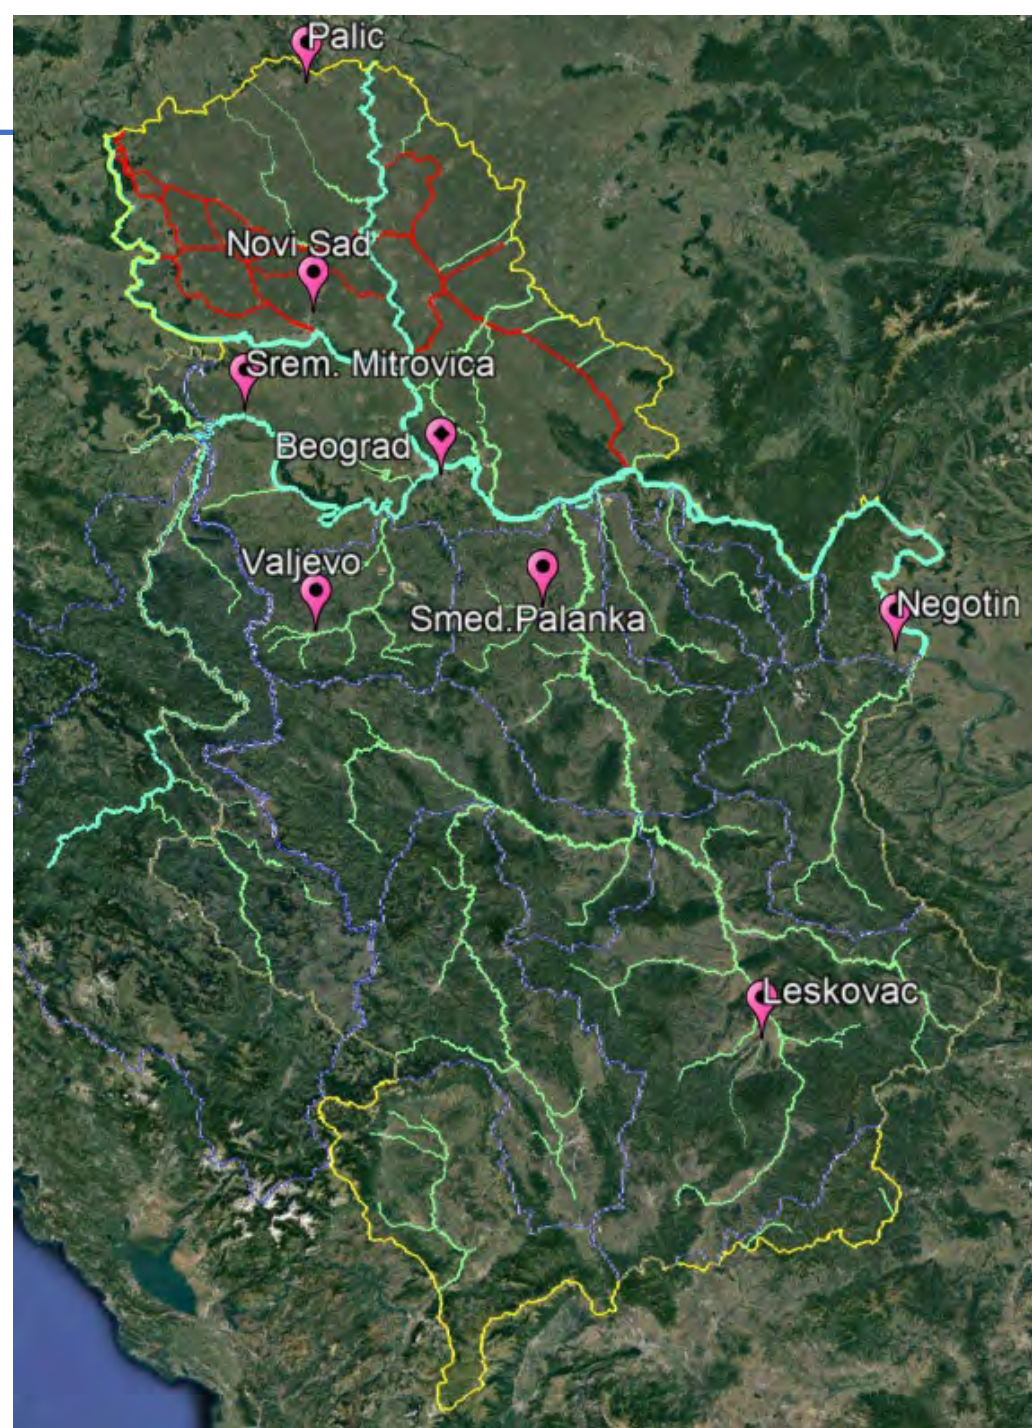 Palic
Novi Sad
Srem. Mitrovica
Beograd
Valjevo
Smed.Palanka
Negotin
Leskovac